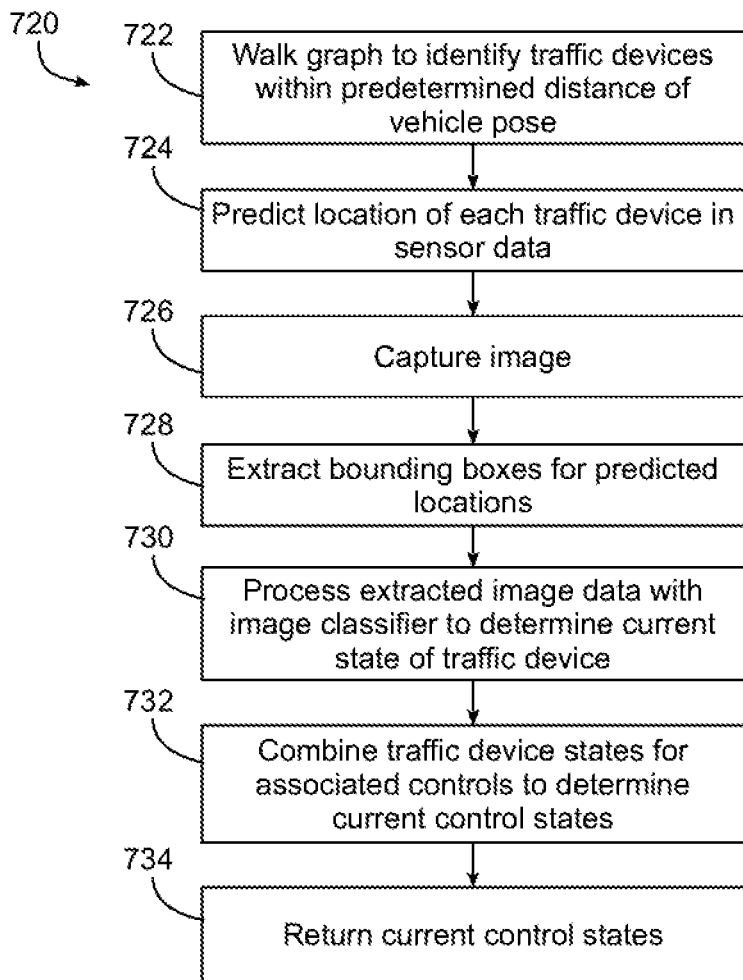 720
722
Walk graph to identify traffic devices
within predetermined distance of
vehicle pose
724
Predict location of each traffic device in
sensor data
726
Capture image
728
Extract bounding boxes for predicted
locations
730
Process extracted image data with
image classifier to determine current
state of traffic device
732
Combine traffic device states for
associated controls to determine
current control states
734
Return current control states